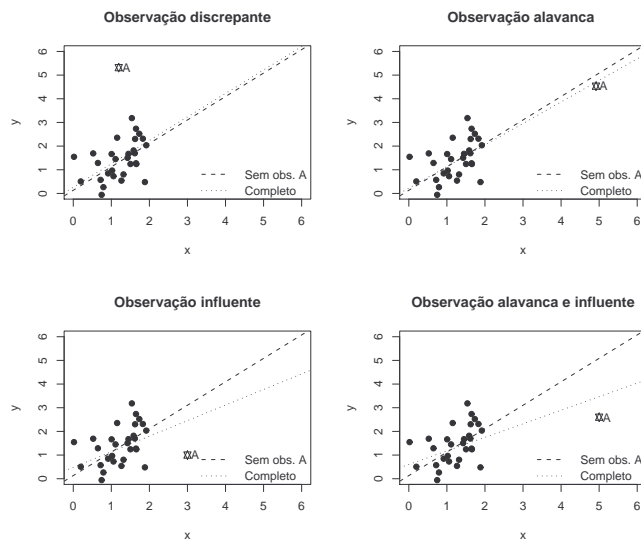 Observação discrepante
6
5
4
3
2
1
0
y
A
Sem obs. A
Completo
0 1 2 3 4 5 6
x
Observação alavanca
6
5
4
3
2
1
0
y
A
Sem obs. A
Completo
0 1 2 3 4 5 6
x
Observação influente
6
5
4
3
2
1
0
y
A
Sem obs. A
Completo
0 1 2 3 4 5 6
x
Observação alavanca e influente
6
5
4
3
2
1
0
y
A
Sem obs. A
Completo
0 1 2 3 4 5 6
x